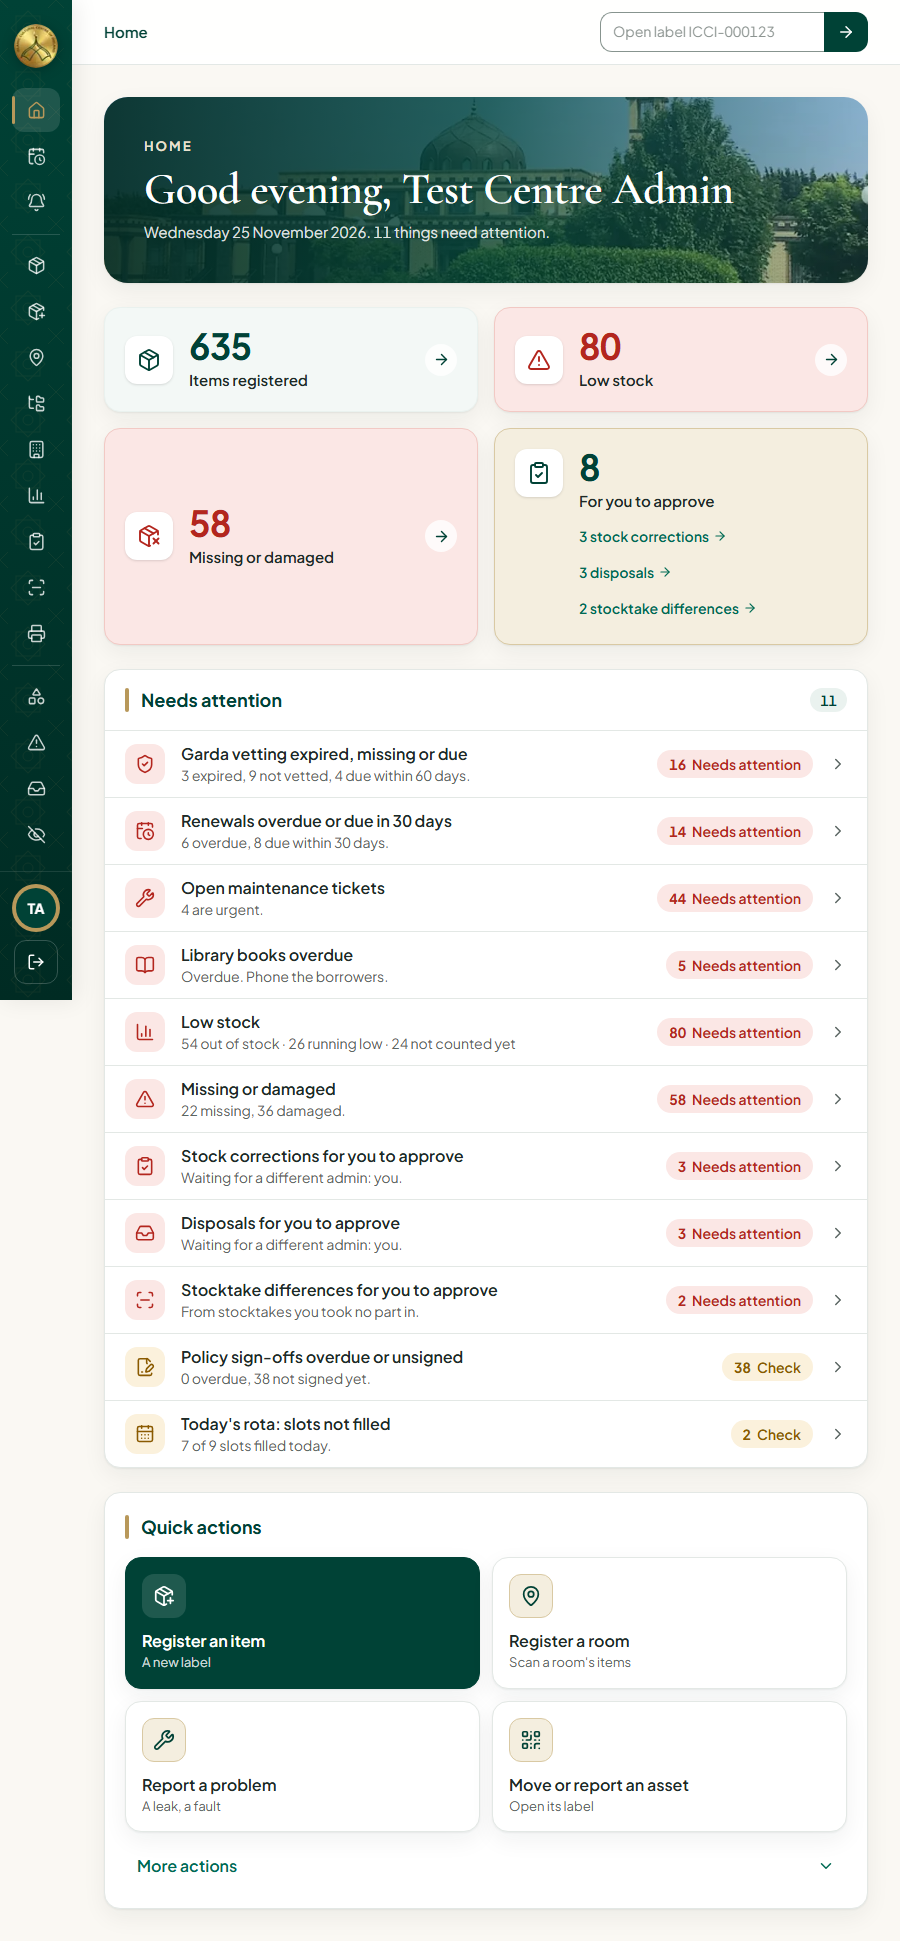 Home
Open label ICCI-000123
HOME
Good evening, Test Centre Admin
Wednesday 25 November 2026. 11 things need attention.
635
Items registered
80
Low stock
58
Missing or damaged
8
For you to approve
3 stock corrections
3 disposals
2 stocktake differences
Needs attention
11
Garda vetting expired, missing or due
3 expired, 9 not vetted, 4 due within 60 days.
16 Needs attention
Renewals overdue or due in 30 days
6 overdue, 8 due within 30 days.
14 Needs attention
Open maintenance tickets
4 are urgent.
44 Needs attention
Library books overdue
Overdue. Phone the borrowers.
5 Needs attention
Low stock
54 out of stock · 26 running low · 24 not counted yet
80 Needs attention
Missing or damaged
22 missing, 36 damaged.
58 Needs attention
Stock corrections for you to approve
Waiting for a different admin: you.
3 Needs attention
Disposals for you to approve
Waiting for a different admin: you.
3 Needs attention
Stocktake differences for you to approve
From stocktakes you took no part in.
2 Needs attention
Policy sign-offs overdue or unsigned
0 overdue, 38 not signed yet.
38 Check
Today's rota: slots not filled
7 of 9 slots filled today.
2 Check
TA
Quick actions
Register an item
A new label
Register a room
Scan a room's items
Report a problem
A leak, a fault
Move or report an asset
Open its label
More actions